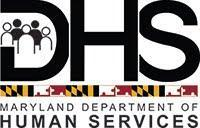 DHS
MARYLAND DEPARTMENT OF
HUMAN SERVICES